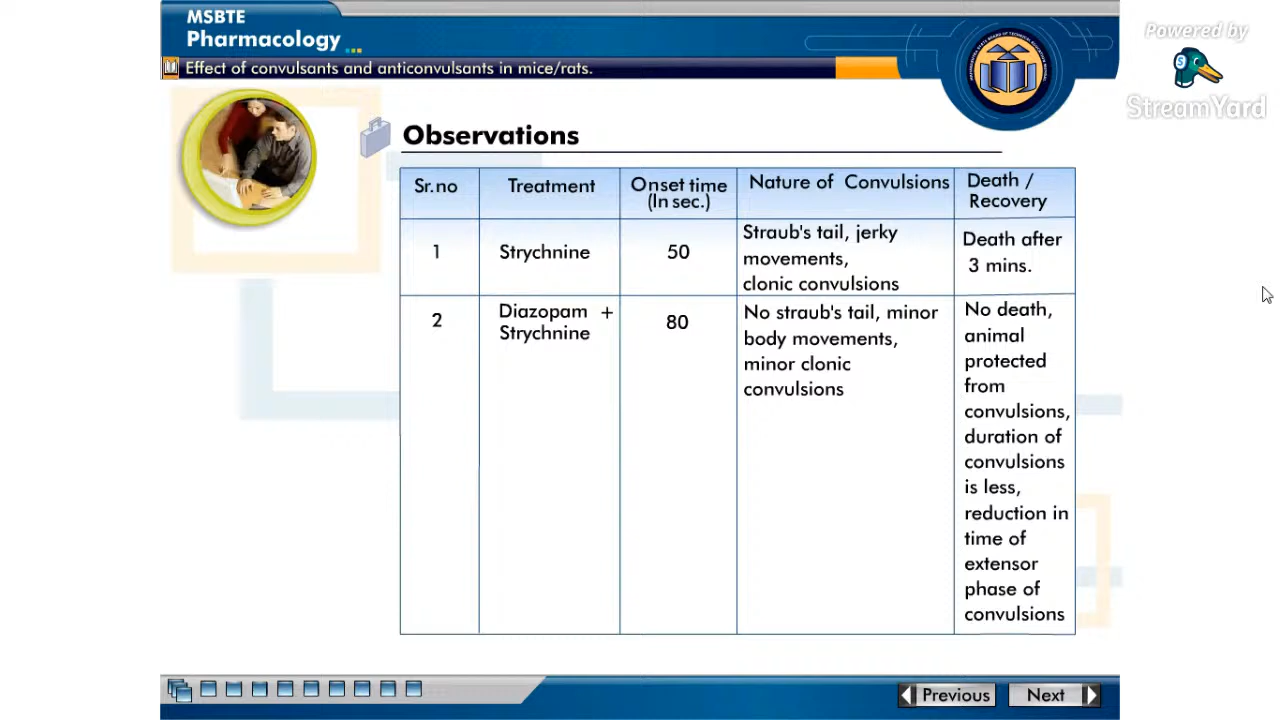 MSBTE
Pharmacology
Effect of convulsants and anticonvulsants in mice/rats.
Powered by
StreamYard
Observations
Sr.no
Treatment
Onset time
(In sec.)
Nature of Convulsions
Death /
Recovery
1
Strychnine
50
Straub's tail, jerky
movements,
clonic convulsions
Death after
3 mins.
2
Diazopam +
Strychnine
80
No straub's tail, minor
body movements,
minor clonic
convulsions
No death,
animal
protected
from
convulsions,
duration of
convulsions
is less,
reduction in
time of
extensor
phase of
convulsions
Previous
Next